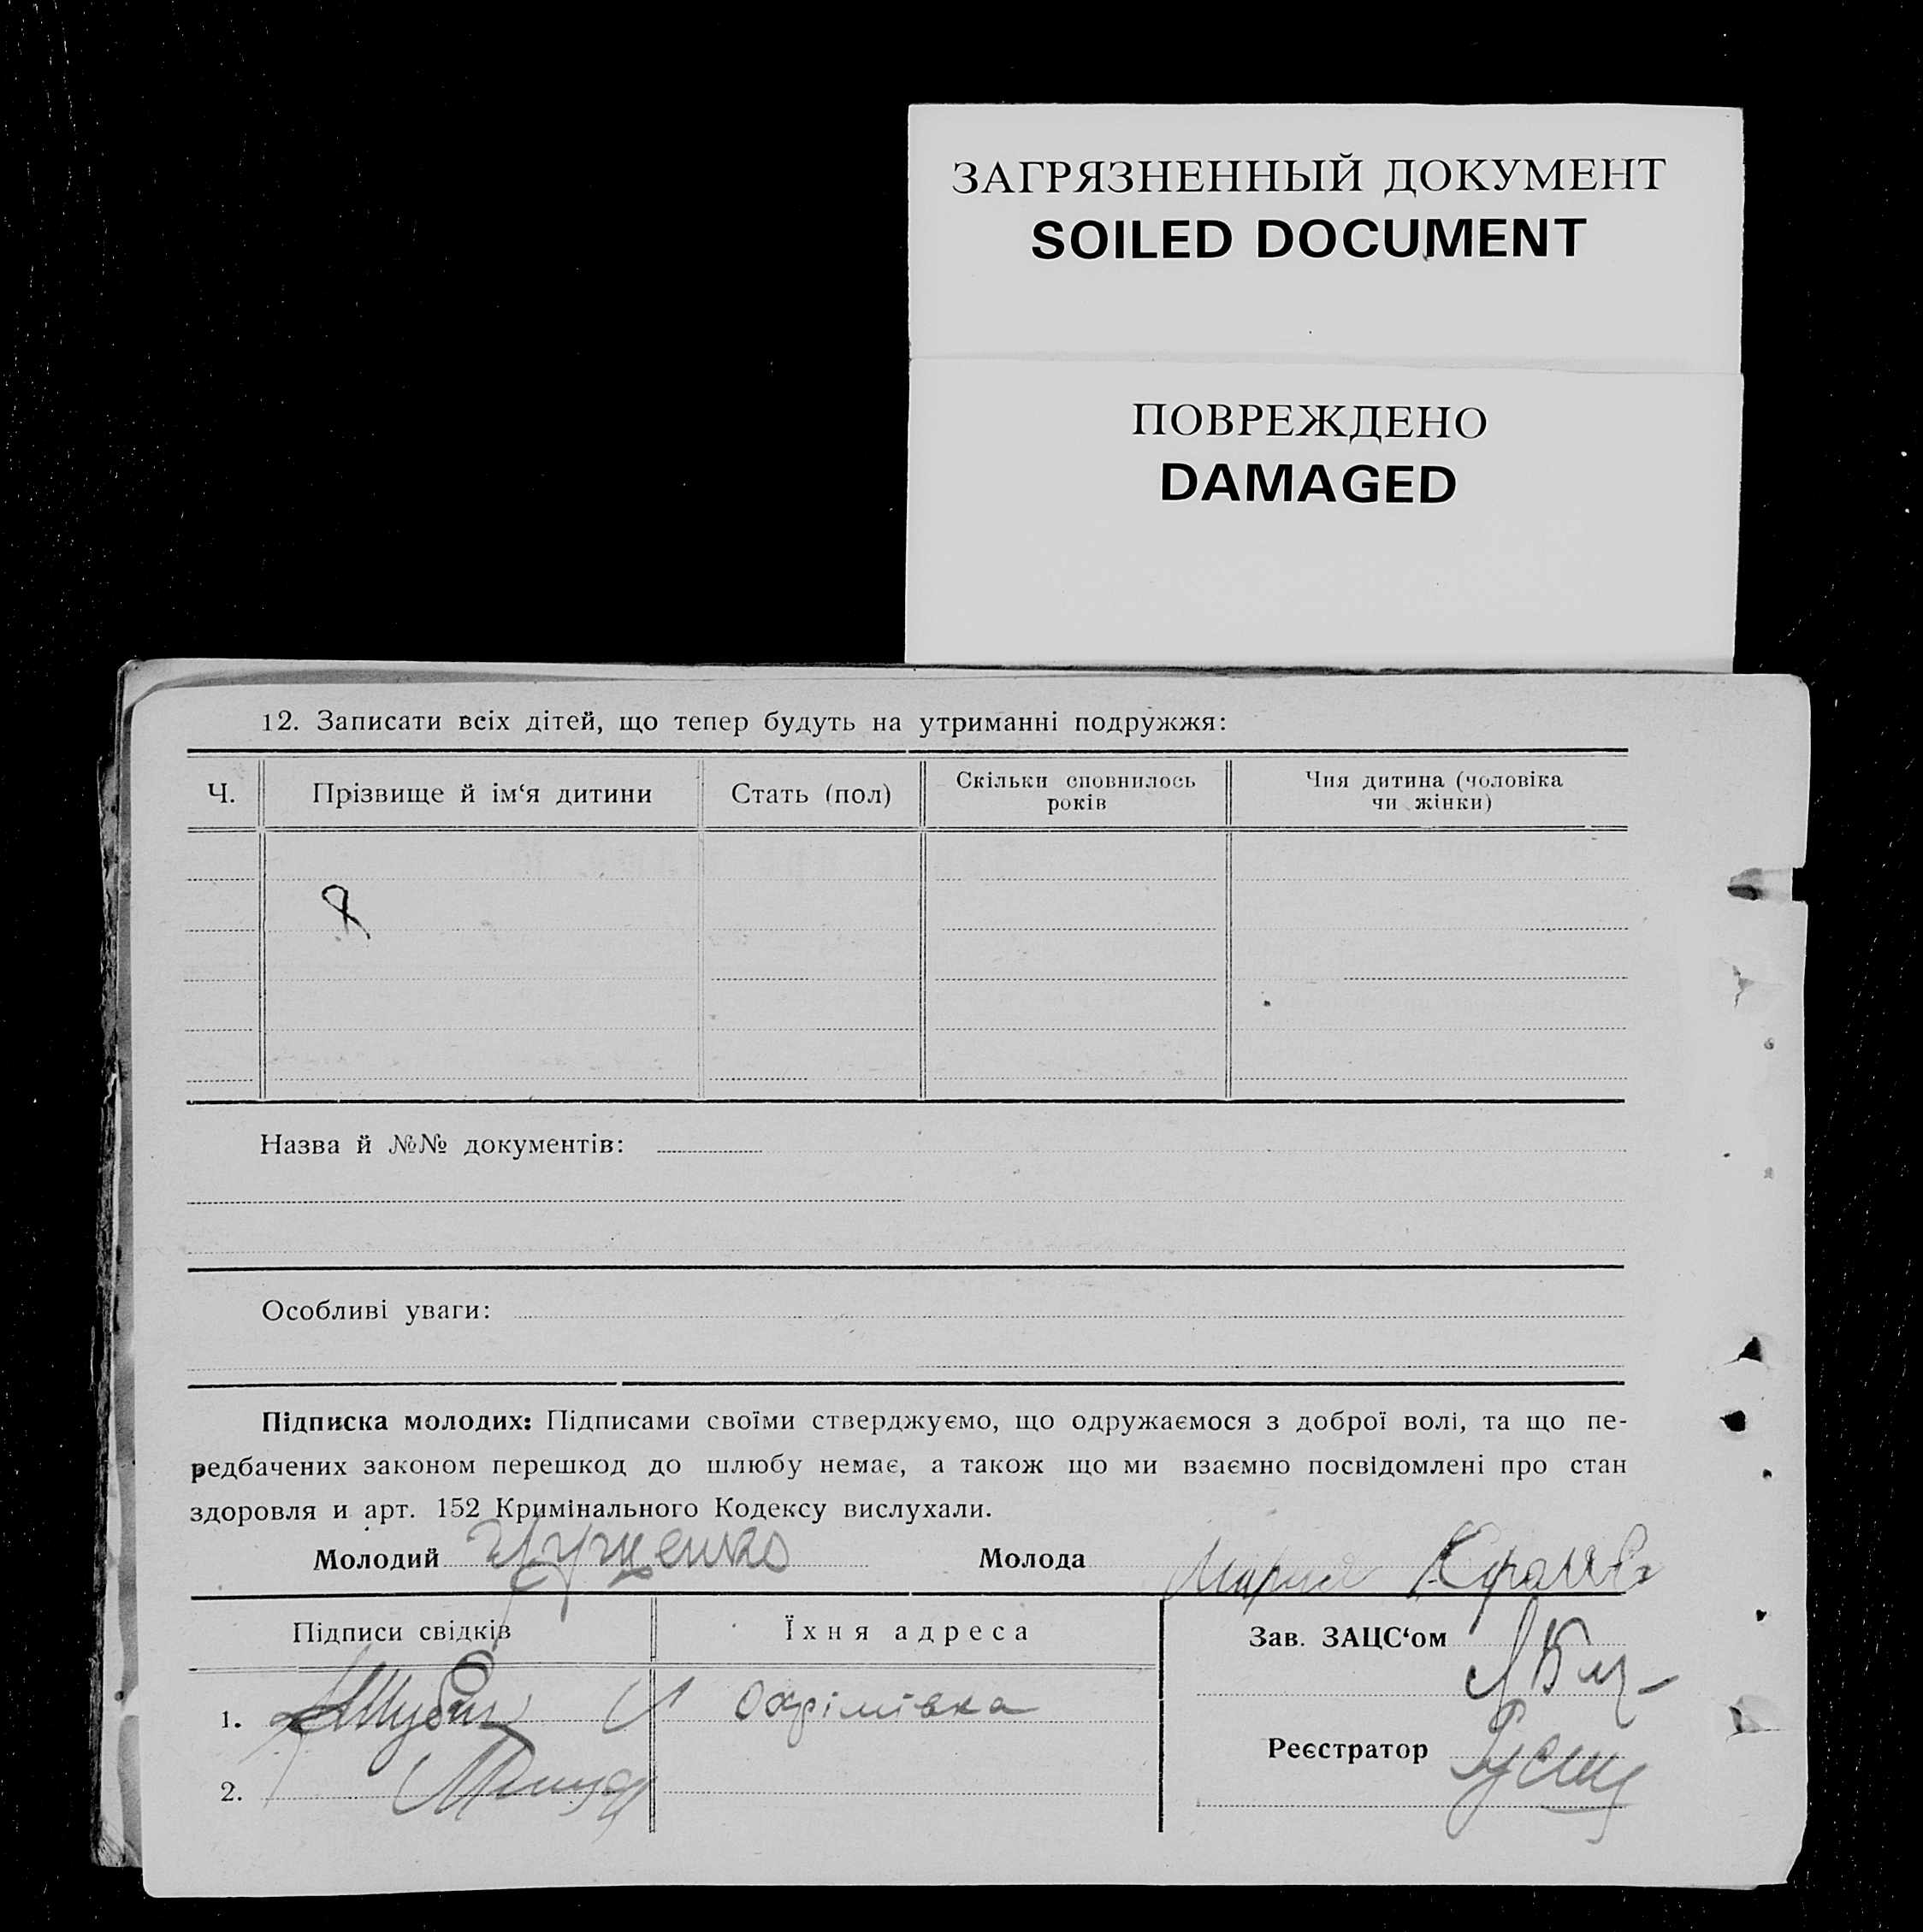 ЗАГРЯЗНЕННЫЙ ДОКУМЕНТ
SOILED DOCUMENT
ПОВРЕЖДЕНО
DAMAGED
12. Записати всіх дітей, що тепер будуть на утриманні подружжя:
Ч. Прізвище й ім‘я дитини Стать (пол) Скільки сповнилось років Чия дитина (чоловіка чи жінки)
Назва й №№ документів:
Особливі уваги:
Підписка молодих: Підписами своїми стверджуємо, що одружаємося з доброї волі, та що пе-
редбачених законом перешкод до шлюбу немає, а також що ми взаємно посвідомлені про стан
здоровля и арт. 152 Кримінального Кодексу вислухали.
Молодий Молода
Підписи свідків Їхня адреса Зав. ЗАЦС‘ом
1. Охрімівка
Реєстратор
2.